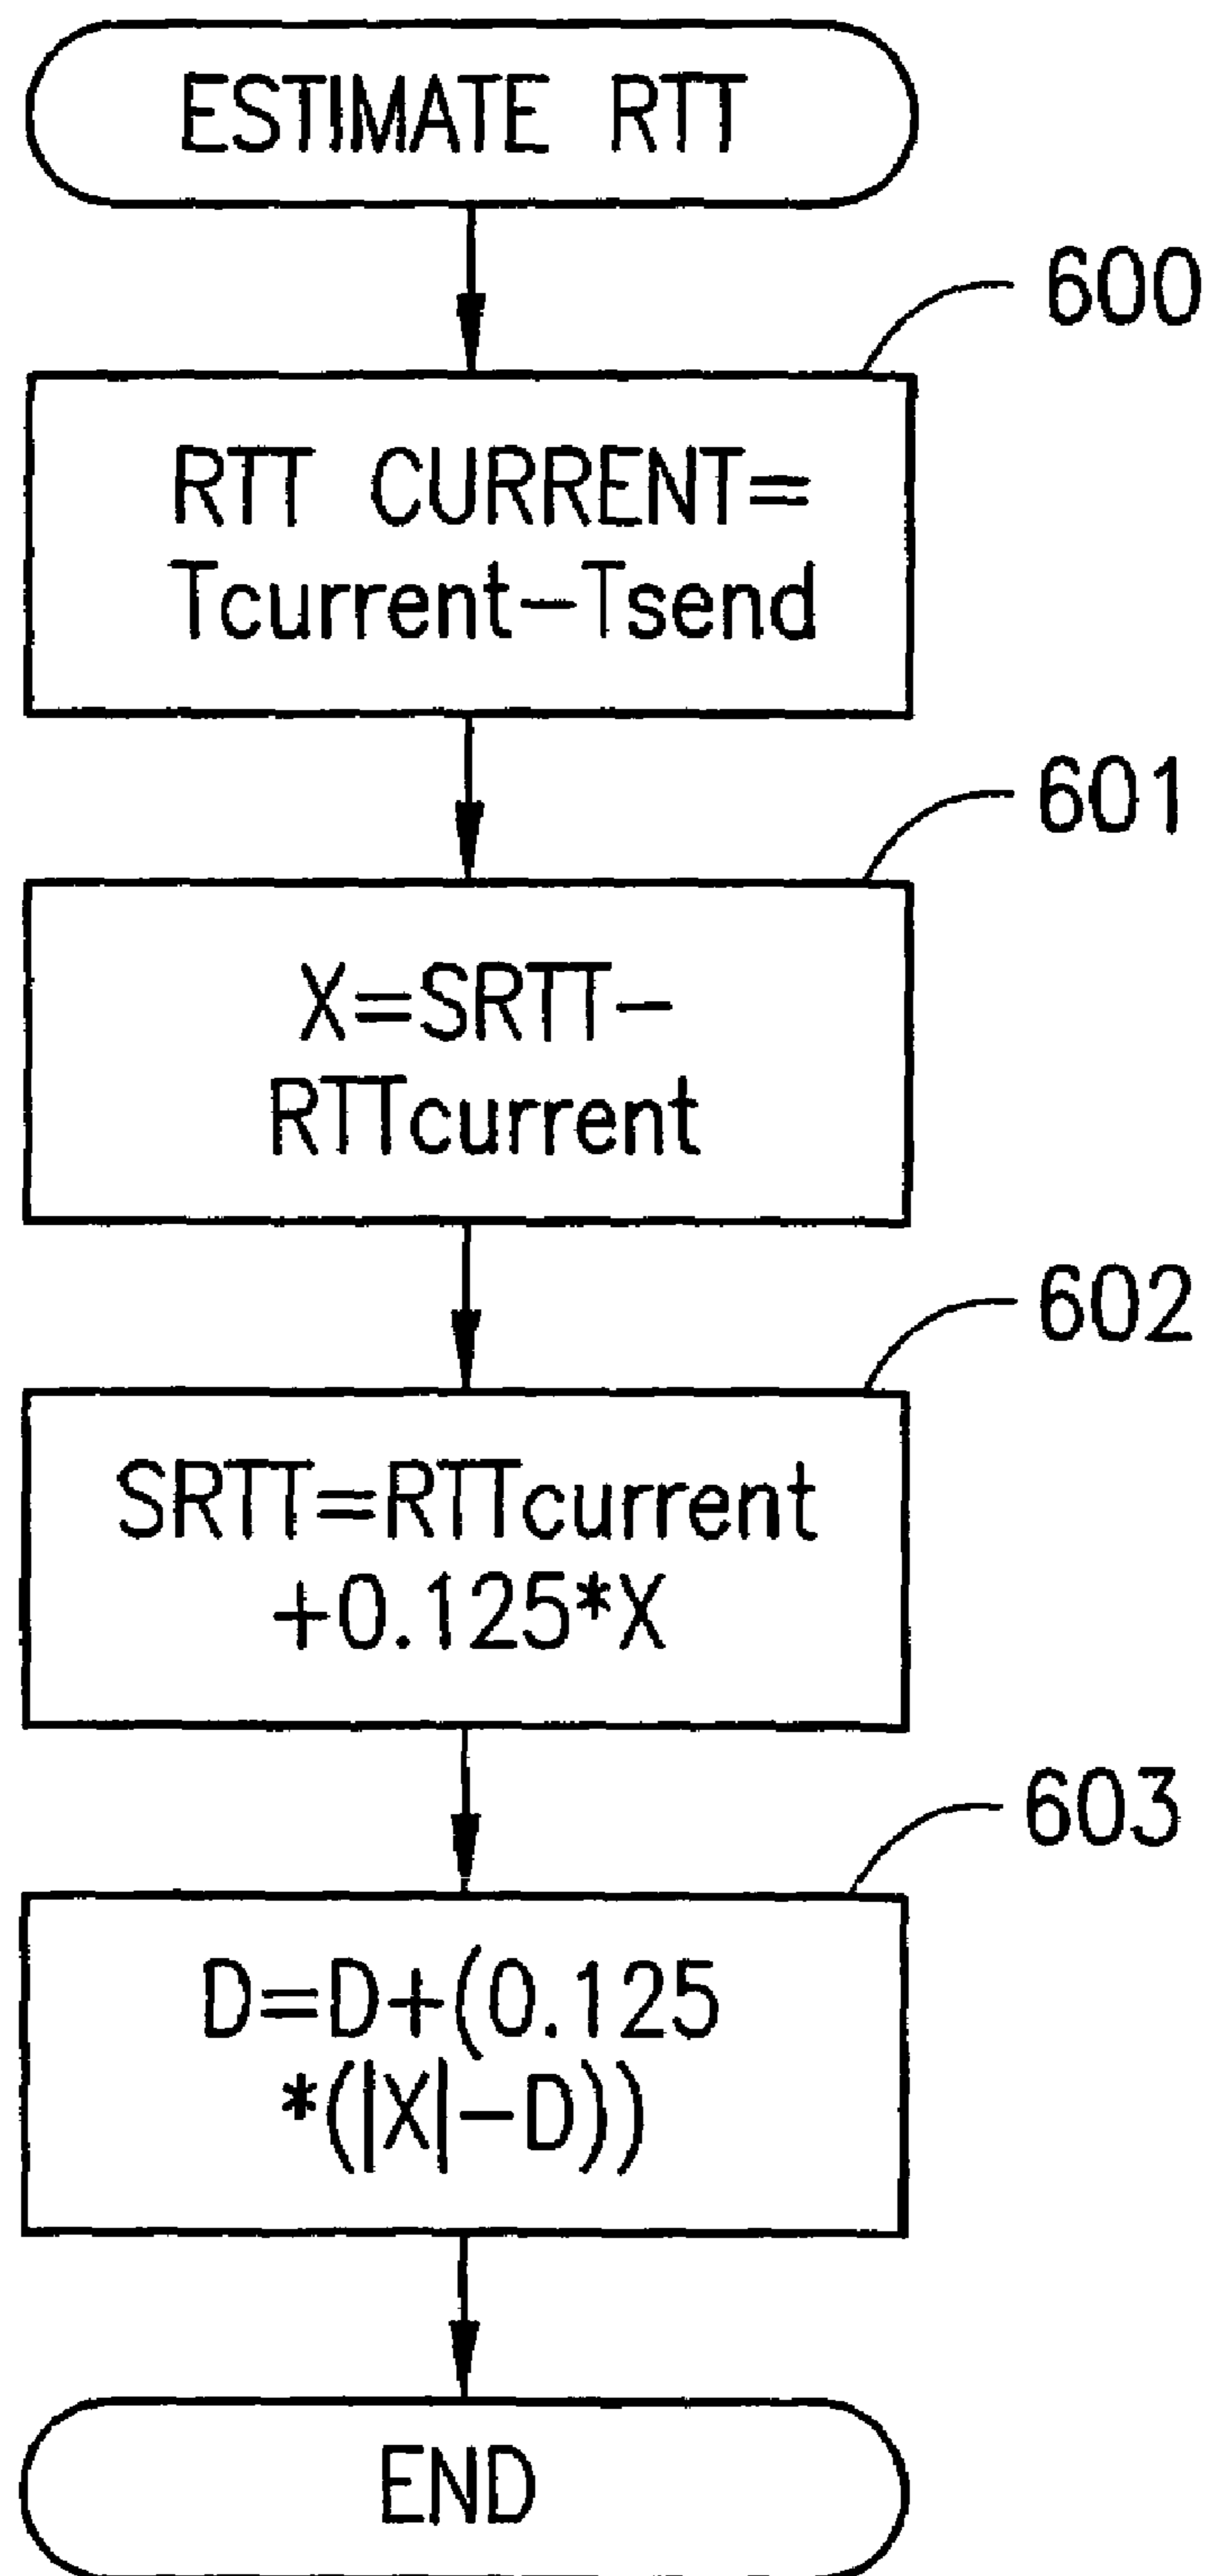 ESTIMATE RTT
600
RTT CURRENT=
Tcurrent-Tsend
601
X=SRTT-
RTTcurrent
602
SRTT=RTTcurrent
+0.125*X
603
D=D+(0.125
*(|X|-D))
END